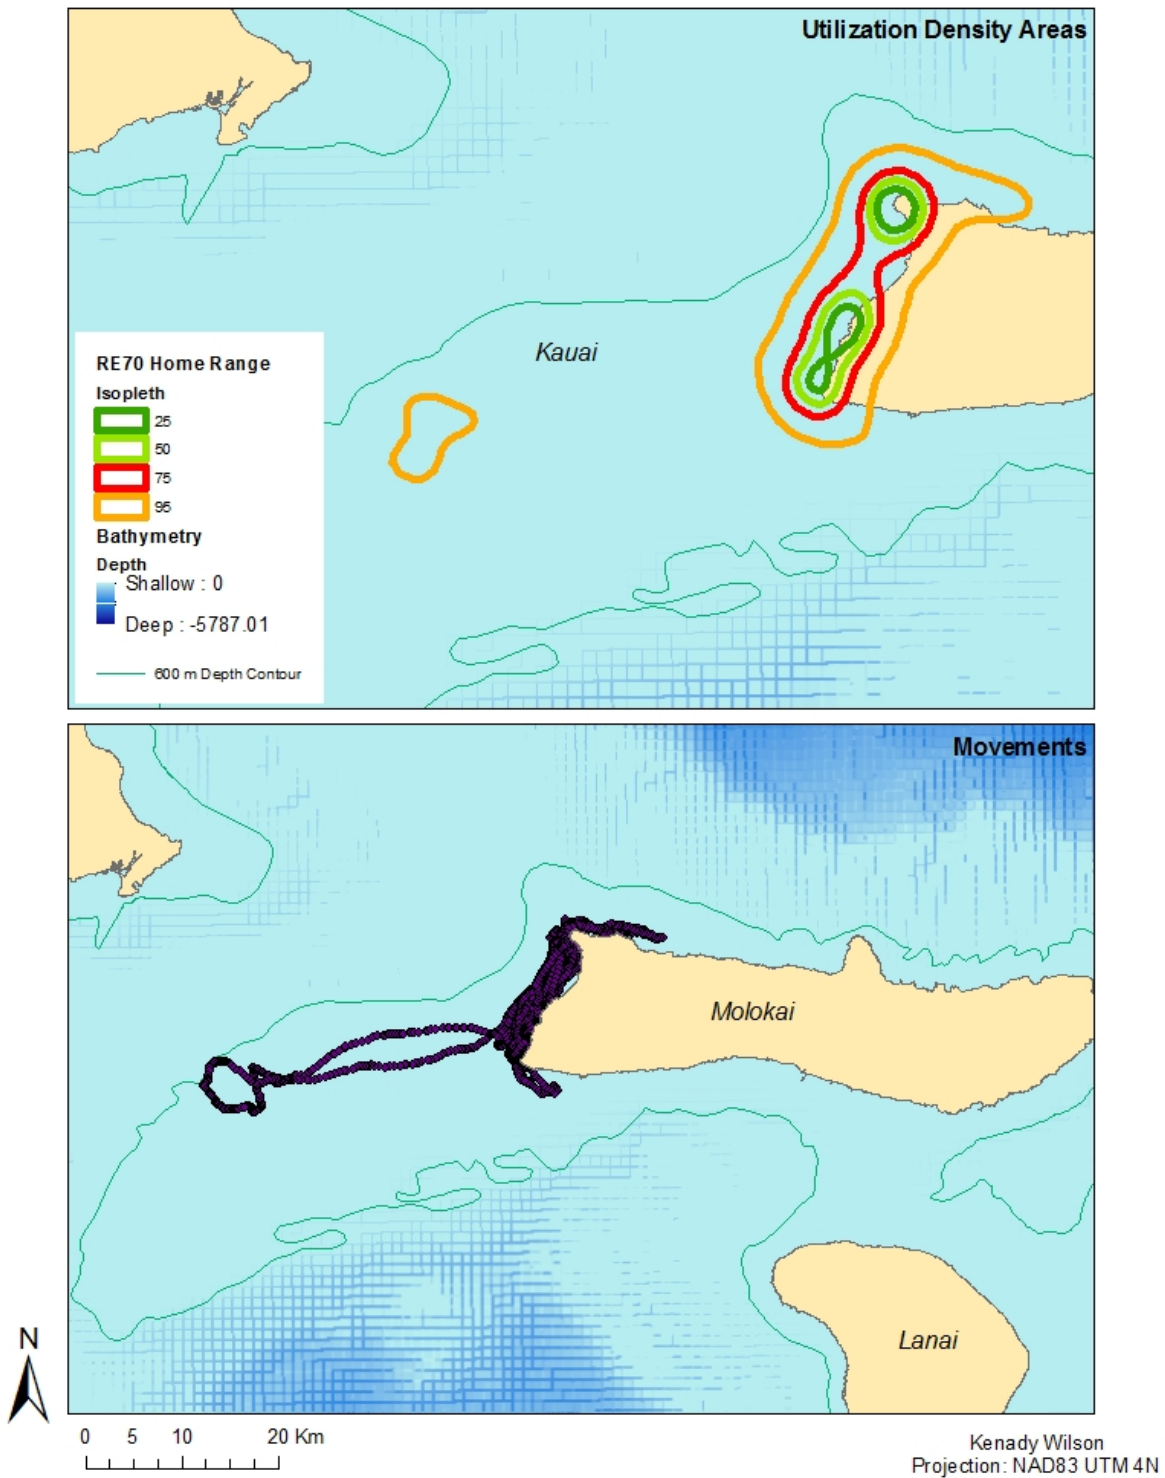 Utilization Density Areas
Kauai
RE70 Home Range
Isopleth
25
50
75
95
Bathymetry
Depth
Shallow : 0
Deep : -5787.01
600 m Depth Contour
Movements
Molokai
Lanai
N
0 5 10 20 Km
Kenady Wilson
Projection: NAD83 UTM 4N